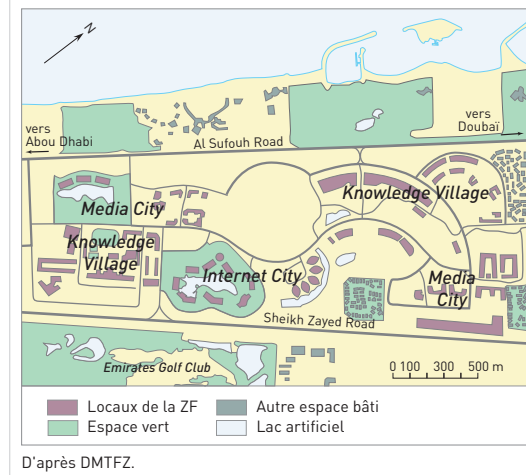 N
vers
Abou Dhabi
Al Sufouh Road
vers
Doubaï
Knowledge Village
Media City
Knowledge
Village
Internet City
Media
City
Sheikh Zayed Road
Emirates Golf Club
0 100 300 500 m
Locaux de la ZF
Autre espace bâti
Espace vert
Lac artificiel
D'après DMTFZ.